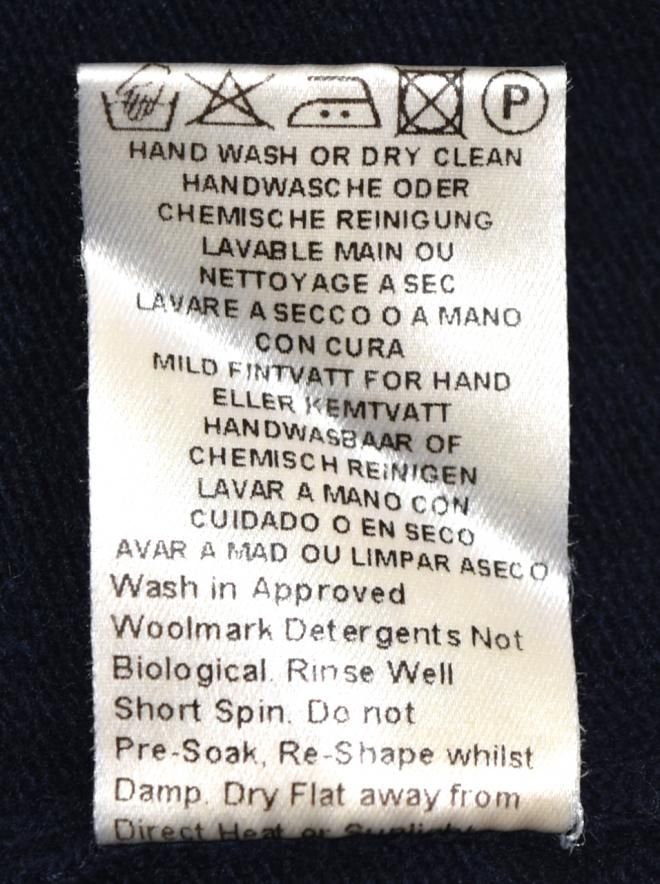 P
HAND WASH OR DRY CLEAN
HANDWASCHE ODER
CHEMISCHE REINIGUNG
LAVABLE MAIN OU
NETTOYAGE A SEC
LAVARE A SECCO O A MANO
CON CURA
MILD FINTVATT FOR HAND
ELLER KEMTVATT
HANDWASBAAR OF
CHEMISCH REINIGEN
LAVAR A MANO CON
CUIDADO O EN SECO
AVAR A MAD OU LIMPAR ASECO
Wash in Approved
Woolmark Detergents Not
Biological. Rinse Well
Short Spin. Do not
Pre-Soak, Re-Shape whilst
Damp. Dry Flat away from
Direct Heat or Sunlight